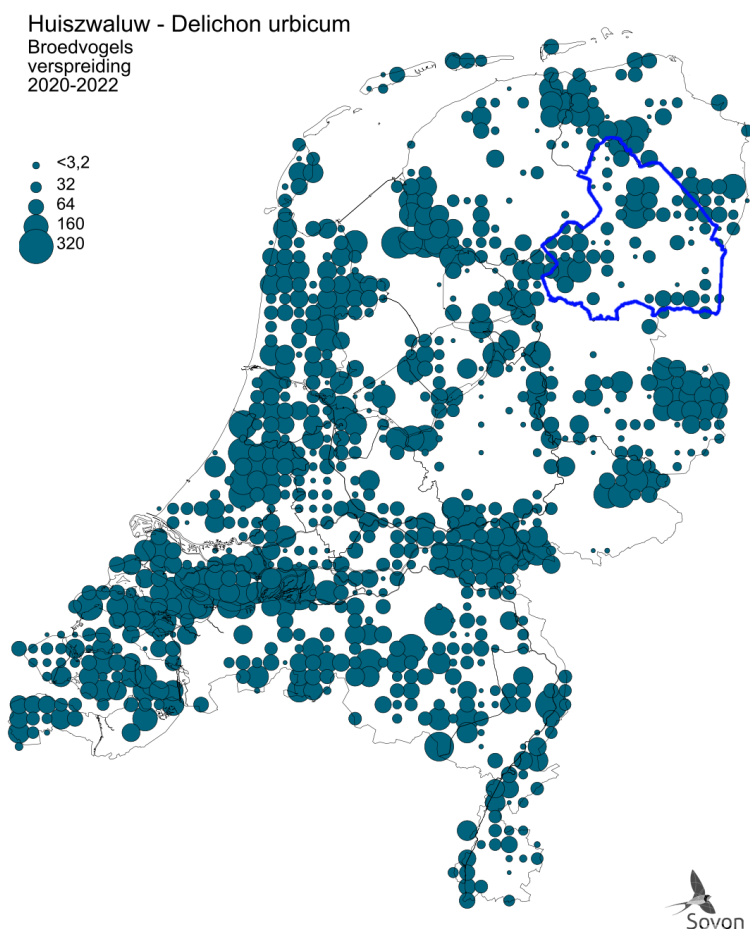 Huiszwaluw - Delichon urbicum
Broedvogels
verspreiding
2020-2022
<3,2
32
64
160
320
Sovon